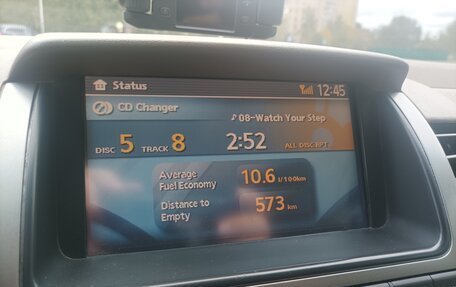 Status 12:45
CD Changer
♪ 08-Watch Your Step
DISC 5 TRACK 8 2:52 ALL DISC RPT
Average
Fuel Economy 10.6 l/100km
Distance to
Empty 573 km